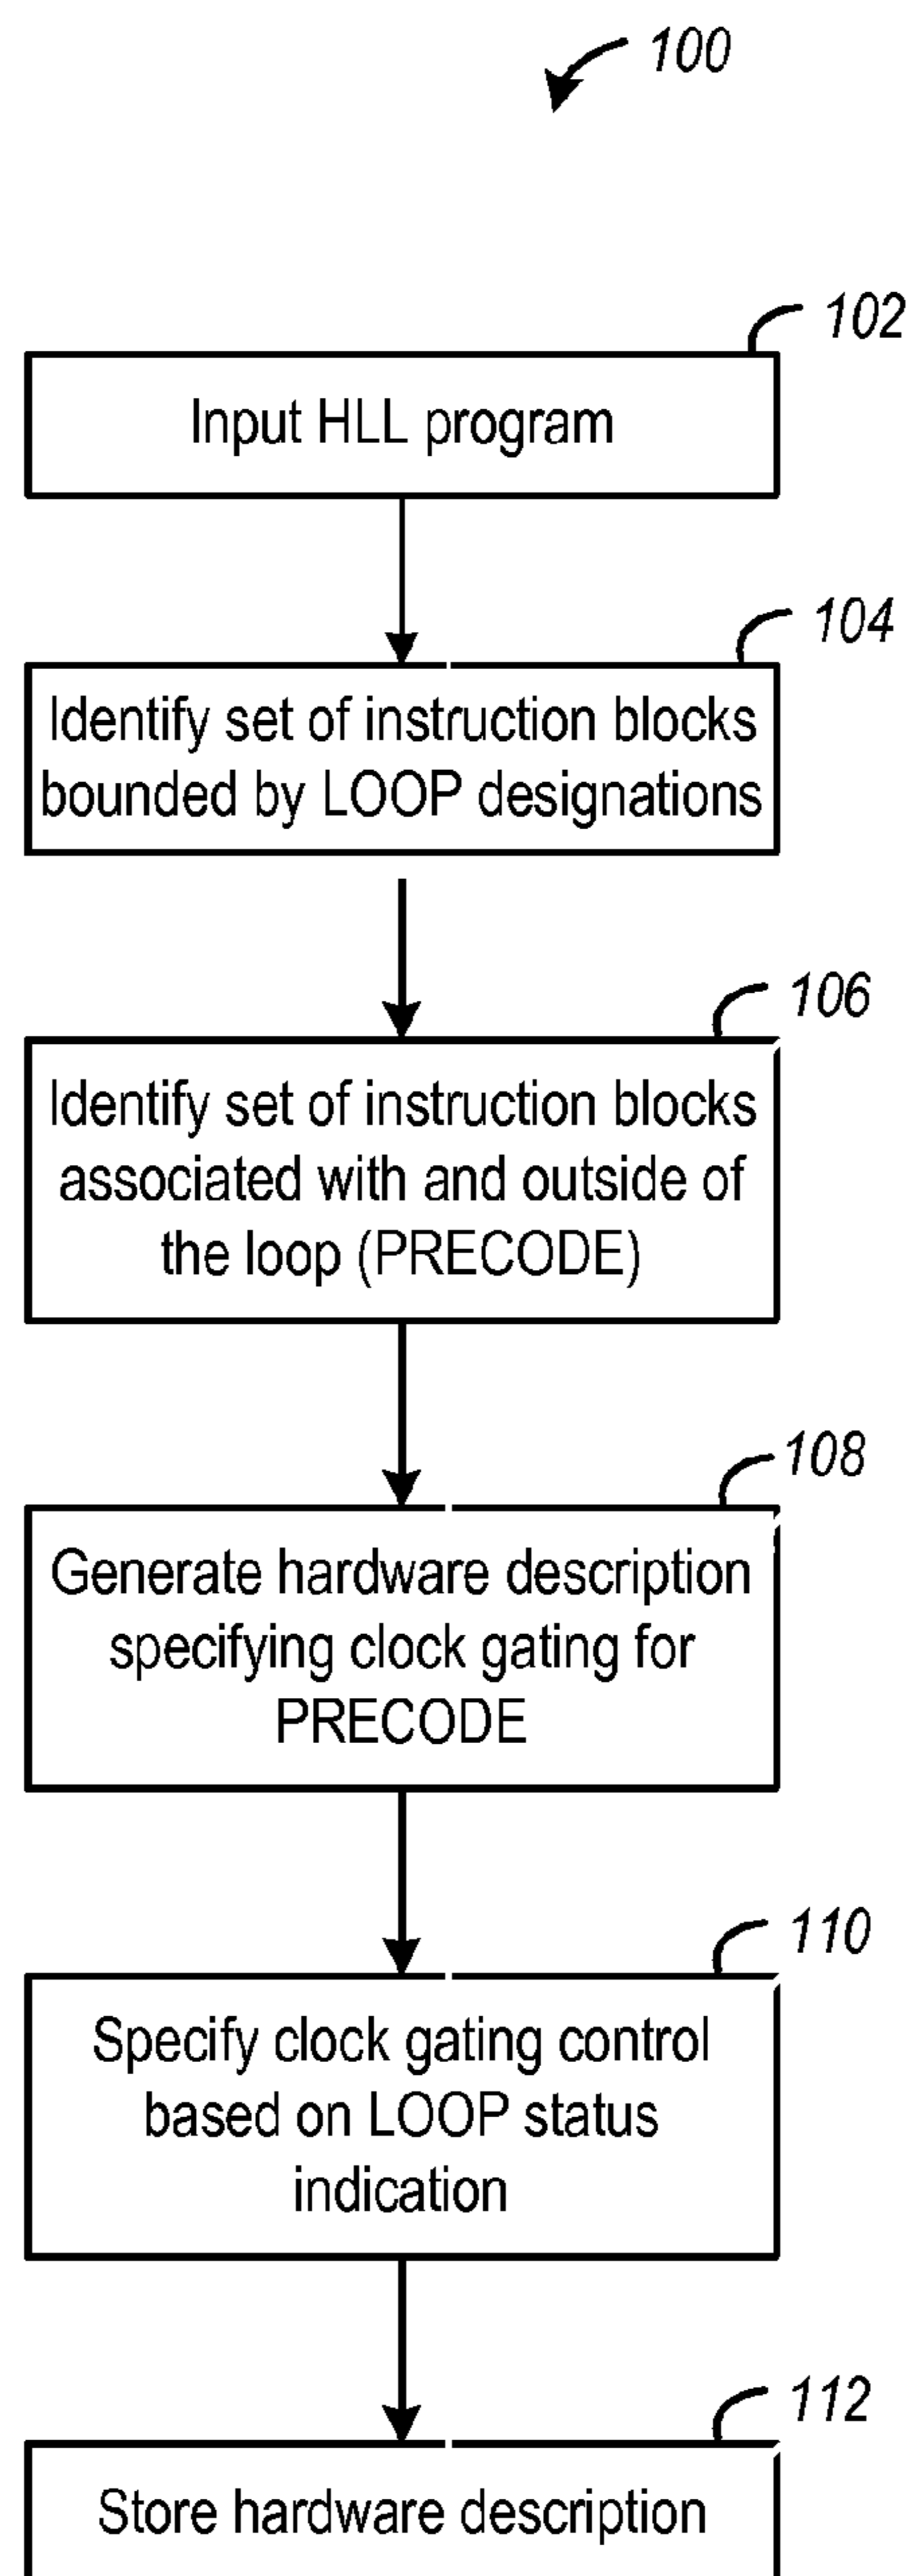 100
102
Input HLL program
104
Identify set of instruction blocks
bounded by LOOP designations
106
Identify set of instruction blocks
associated with and outside of
the loop (PRECODE)
108
Generate hardware description
specifying clock gating for
PRECODE
110
Specify clock gating control
based on LOOP status
indication
112
Store hardware description